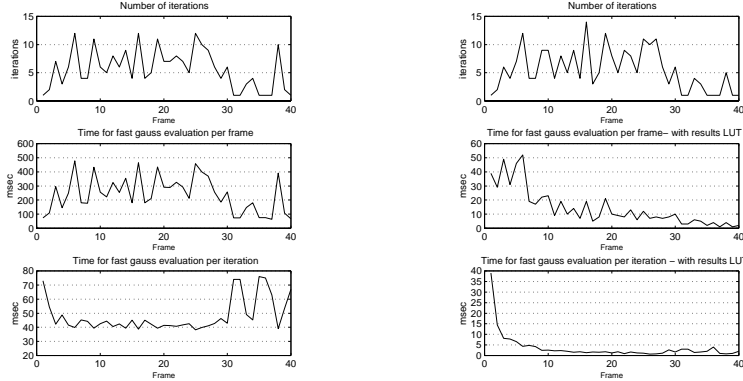 Number of iterations
15
10
5
0
iterations
0 10 20 30 40
Frame
Time for fast gauss evaluation per frame
600
500
400
300
200
100
0
msec
0 10 20 30 40
Frame
Time for fast gauss evaluation per iteration
80
70
60
50
40
30
20
msec
0 10 20 30 40
Frame
Number of iterations
15
10
5
0
iterations
0 10 20 30 40
Frame
Time for fast gauss evaluation per frame− with results LUT
60
50
40
30
20
10
0
msec
0 10 20 30 40
Frame
Time for fast gauss evaluation per iteration − with results LUT
40
35
30
25
20
15
10
5
0
msec
0 10 20 30 40
Frame